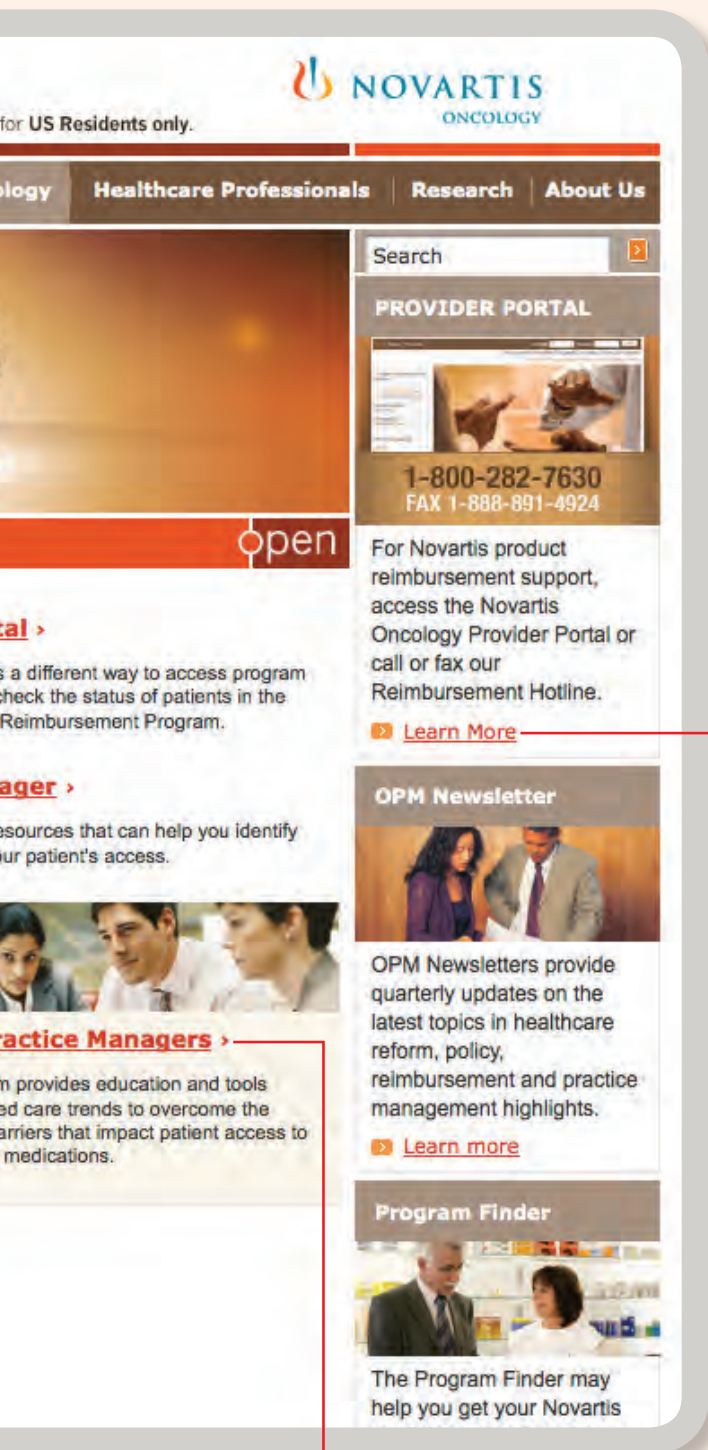 NOVARTIS
ONCOLOGY
for US Residents only.
ology
Healthcare Professionals
Research
About Us
Search
PROVIDER PORTAL
1-800-282-7630
FAX 1-888-891-4924
open
For Novartis product
reimbursement support,
access the Novartis
Oncology Provider Portal or
call or fax our
Reimbursement Hotline.
Learn More
tal ›
s a different way to access program
check the status of patients in the
Reimbursement Program.
ager ›
esources that can help you identify
our patient's access.
OPM Newsletter
OPM Newsletters provide
quarterly updates on the
latest topics in healthcare
reform, policy,
reimbursement and practice
management highlights.
Learn more
ractice Managers ›
m provides education and tools
ed care trends to overcome the
arriers that impact patient access to
medications.
Program Finder
The Program Finder may
help you get your Novartis